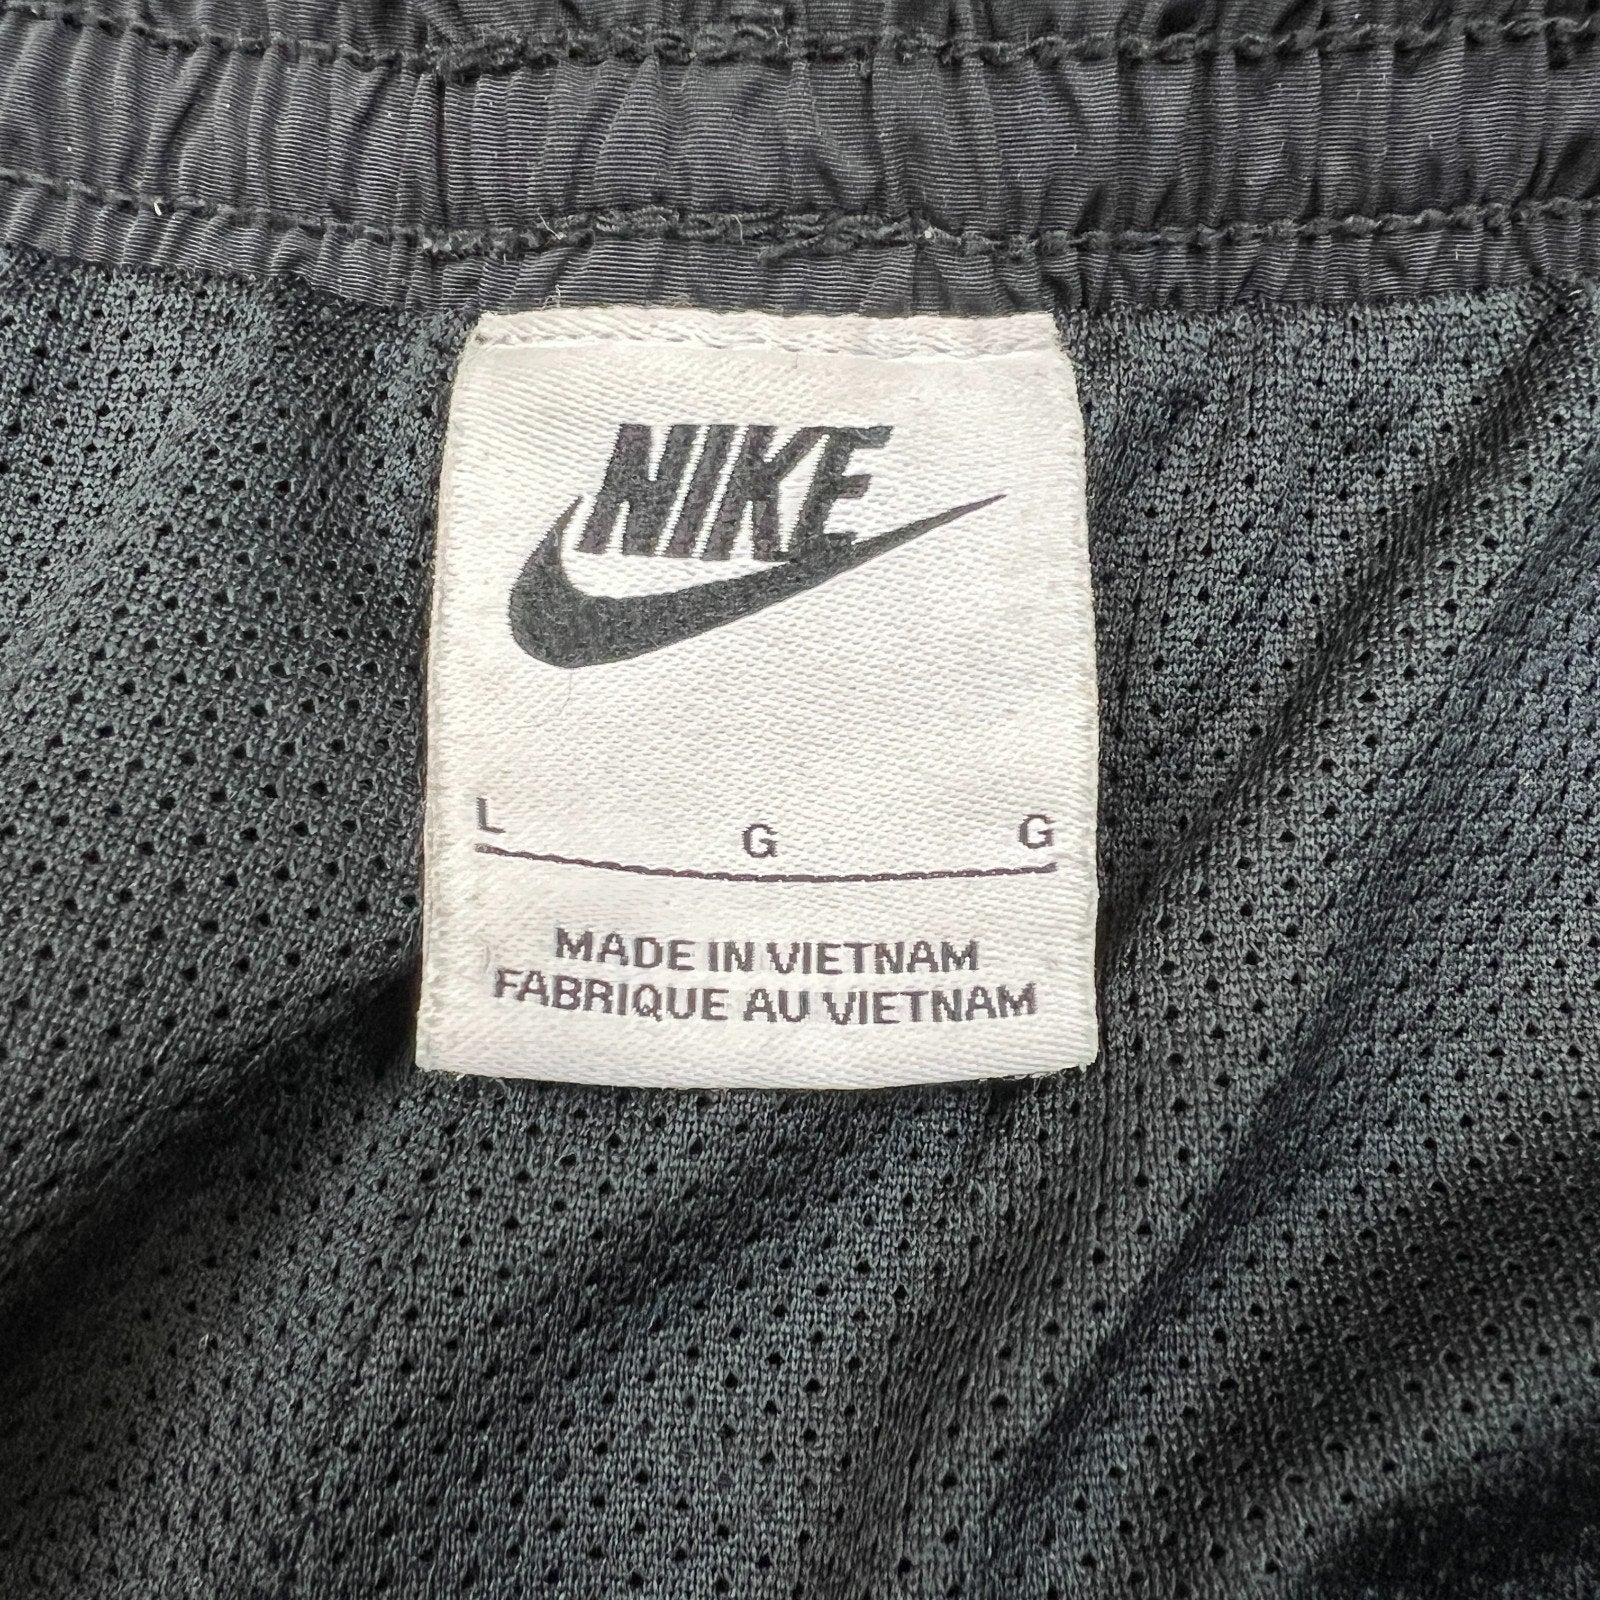 NIKE
L G G
MADE IN VIETNAM
FABRIQUE AU VIETNAM